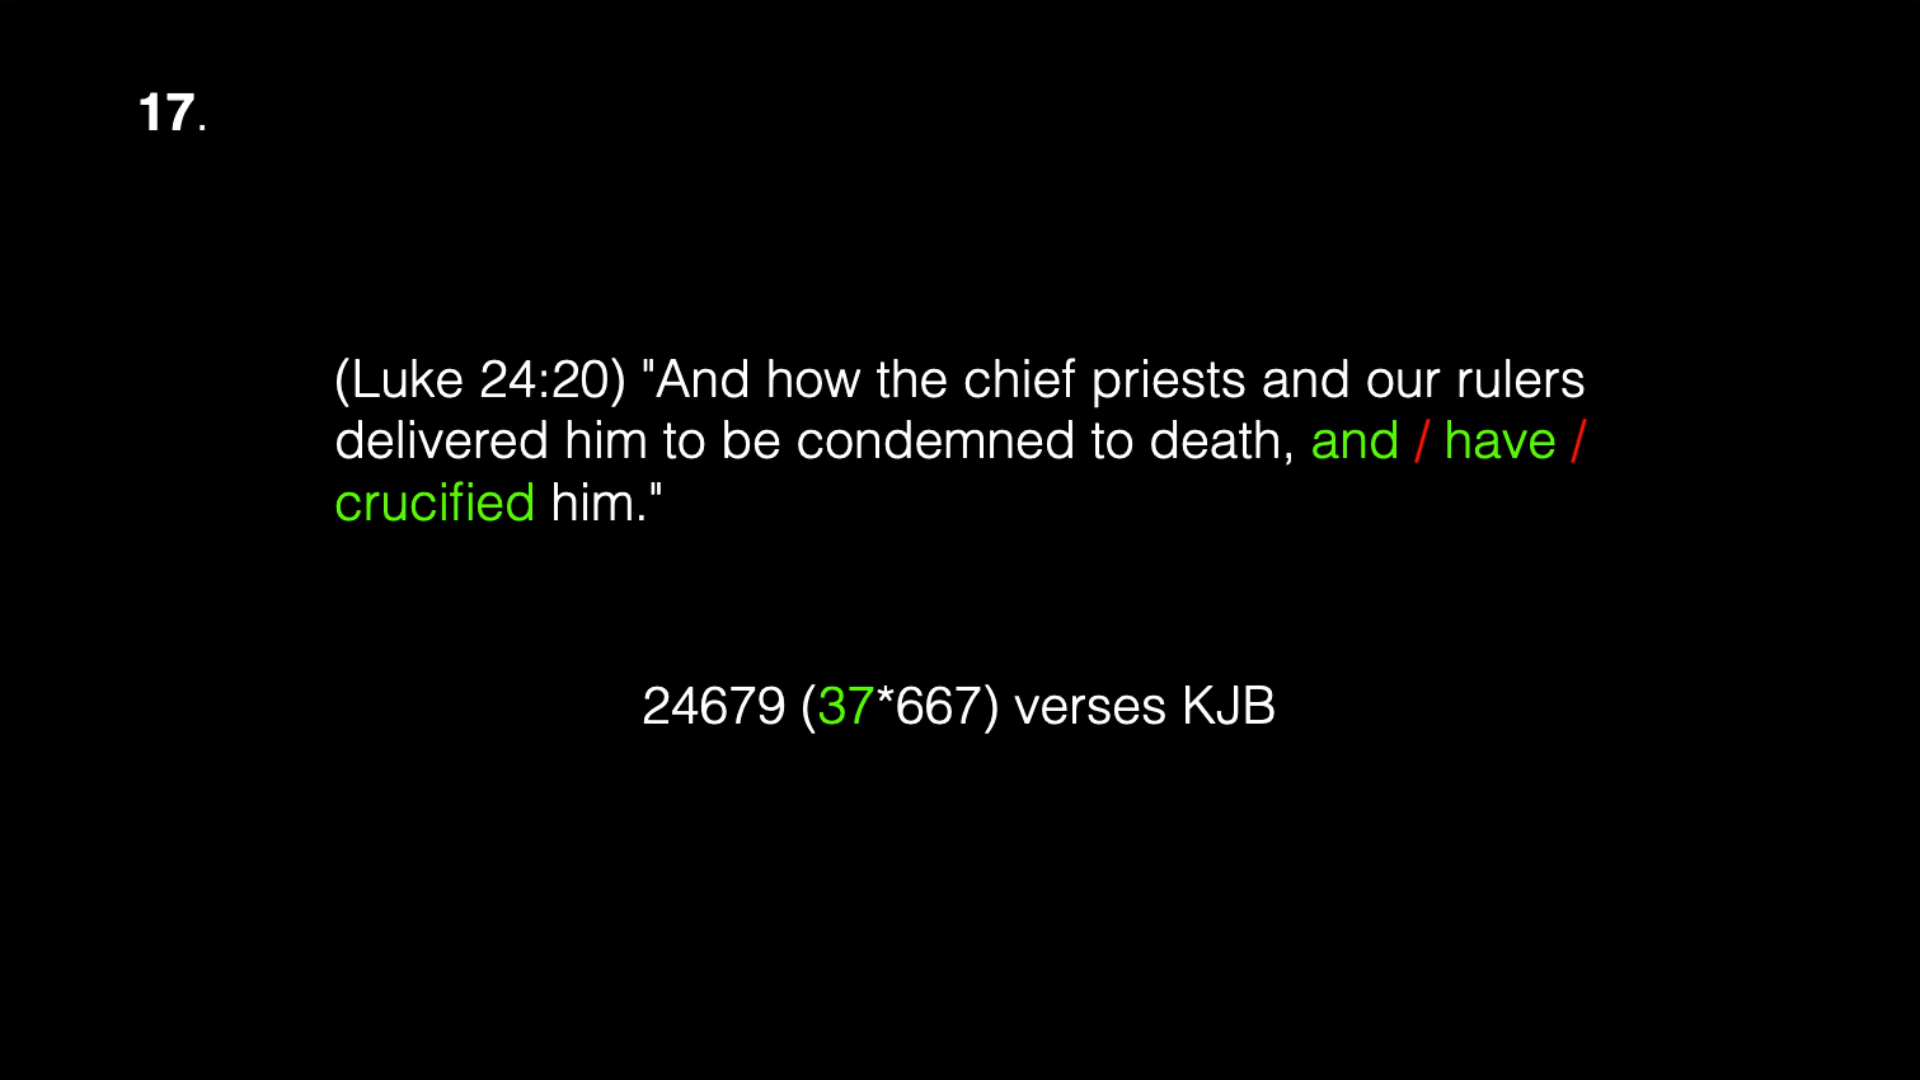 17.
(Luke 24:20) "And how the chief priests and our rulers
delivered him to be condemned to death, and / have /
crucified him."
24679 (37*667) verses KJB